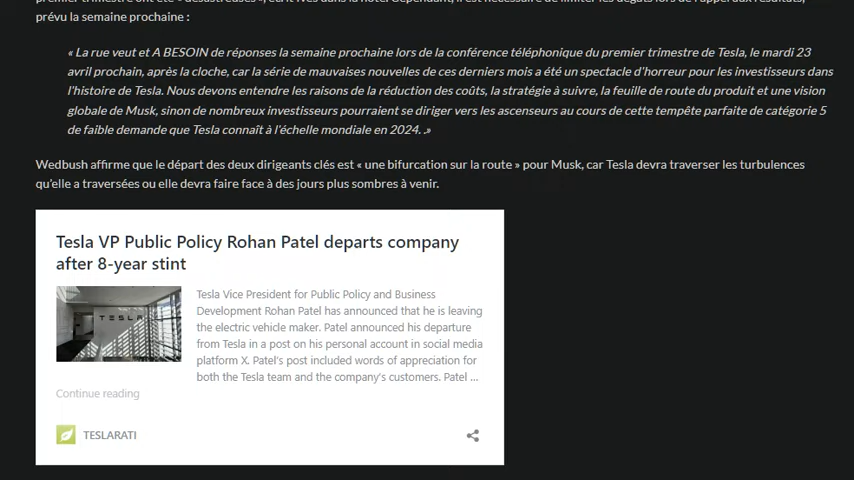 prévu la semaine prochaine :
« La rue veut et A BESOIN de réponses la semaine prochaine lors de la conférence téléphonique du premier trimestre de Tesla, le mardi 23
avril prochain, après la cloche, car la série de mauvaises nouvelles de ces derniers mois a été un spectacle d'horreur pour les investisseurs dans
l'histoire de Tesla. Nous devons entendre les raisons de la réduction des coûts, la stratégie à suivre, la feuille de route du produit et une vision
globale de Musk, sinon de nombreux investisseurs pourraient se diriger vers les ascenseurs au cours de cette tempête parfaite de catégorie 5
de faible demande que Tesla connaît à l'échelle mondiale en 2024. .»
Wedbush affirme que le départ des deux dirigeants clés est « une bifurcation sur la route » pour Musk, car Tesla devra traverser les turbulences
qu'elle a traversées ou elle devra faire face à des jours plus sombres à venir.
Tesla VP Public Policy Rohan Patel departs company
after 8-year stint
TESLA
Tesla Vice President for Public Policy and Business
Development Rohan Patel has announced that he is leaving
the electric vehicle maker. Patel announced his departure
from Tesla in a post on his personal account in social media
platform X. Patel's post included words of appreciation for
both the Tesla team and the company's customers. Patel ...
Continue reading
TESLARATI